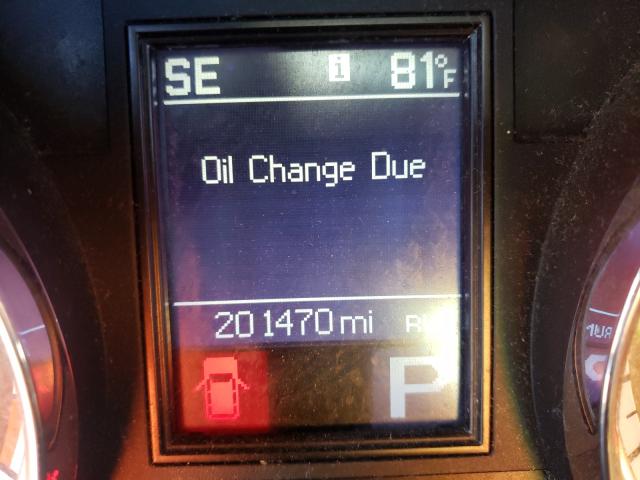 SE i 81°F
Oil Change Due
201470 mi
P